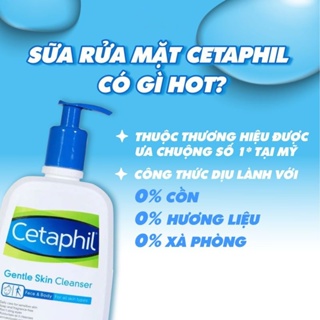 SỮA RỬA MẶT CETAPHIL
CÓ GÌ HOT?
THUỘC THƯƠNG HIỆU ĐƯỢC
ƯA CHUỘNG SỐ 1* TẠI MỸ
CÔNG THỨC DỊU LÀNH VỚI
0% CỒN
0% HƯƠNG LIỆU
0% XÀ PHÒNG
Cetaphil
Gentle Skin Cleanser
Face & Body